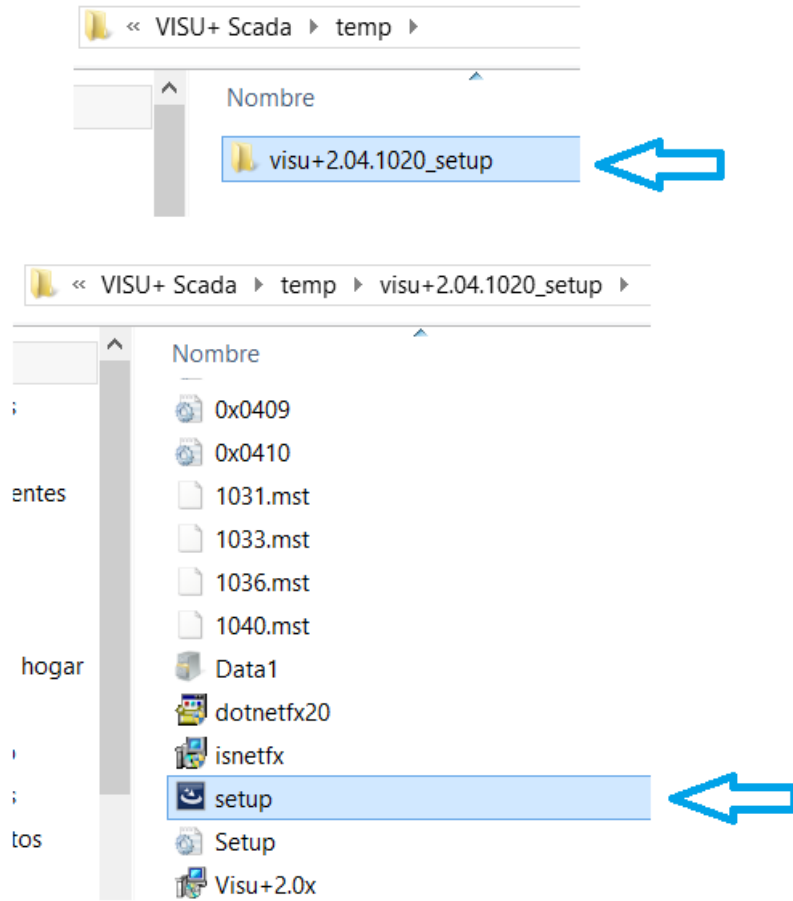 « VISU+ Scada temp
Nombre
visu+2.04.1020_setup
« VISU+ Scada temp visu+2.04.1020_setup
Nombre
0x0409
0x0410
entes
1031.mst
1033.mst
1036.mst
1040.mst
hogar
Data1
dotnetfx20
isnetfx
setup
tos
Setup
Visu+2.0x